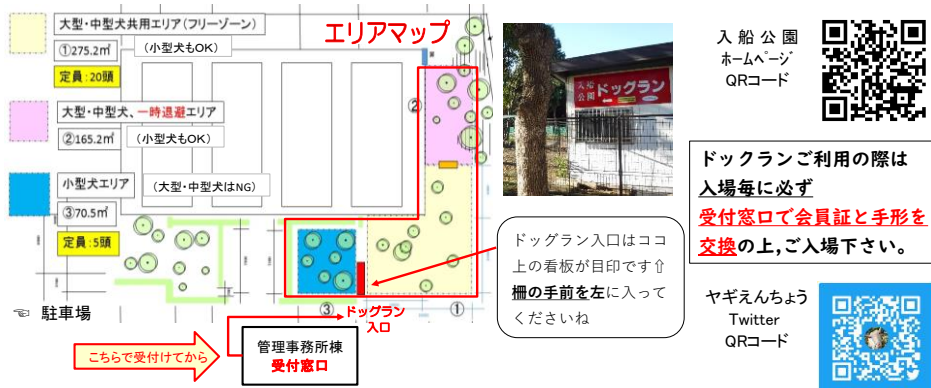 大型・中型犬共用エリア(フリーゾーン)
①275.2㎡
(小型犬もOK)
定員:20頭
大型・中型犬、一時退避エリア
②165.2㎡
(小型犬もOK)
小型犬エリア
(大型・中型犬はNG)
③70.5㎡
定員:5頭
エリアマップ
②
③
①
ドッグラン
入口
☜ 駐車場
こちらで受付けてから
管理事務所棟
受付窓口
入船
公園
ドッグラン
ドッグラン入口はココ
上の看板が目印です⇧
柵の手前を左に入って
くださいね
入船公園
ホームページ
QRコード
ドックランご利用の際は
入場毎に必ず
受付窓口で会員証と手形を
交換の上,ご入場下さい。
ヤギえんちょう
Twitter
QRコード